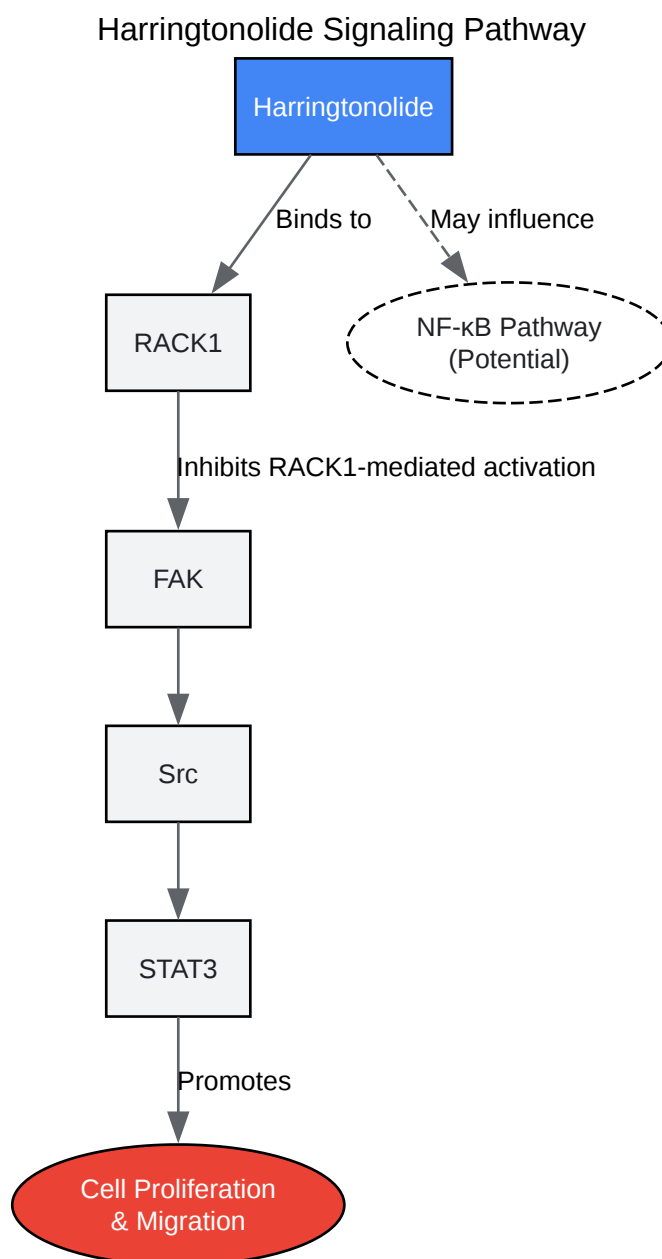 Harringtonolide Signaling Pathway
Harringtonolide
Binds to
May influence
RACK1
NF-κB Pathway
(Potential)
Inhibits RACK1-mediated activation
FAK
Src
STAT3
Promotes
Cell Proliferation
& Migration